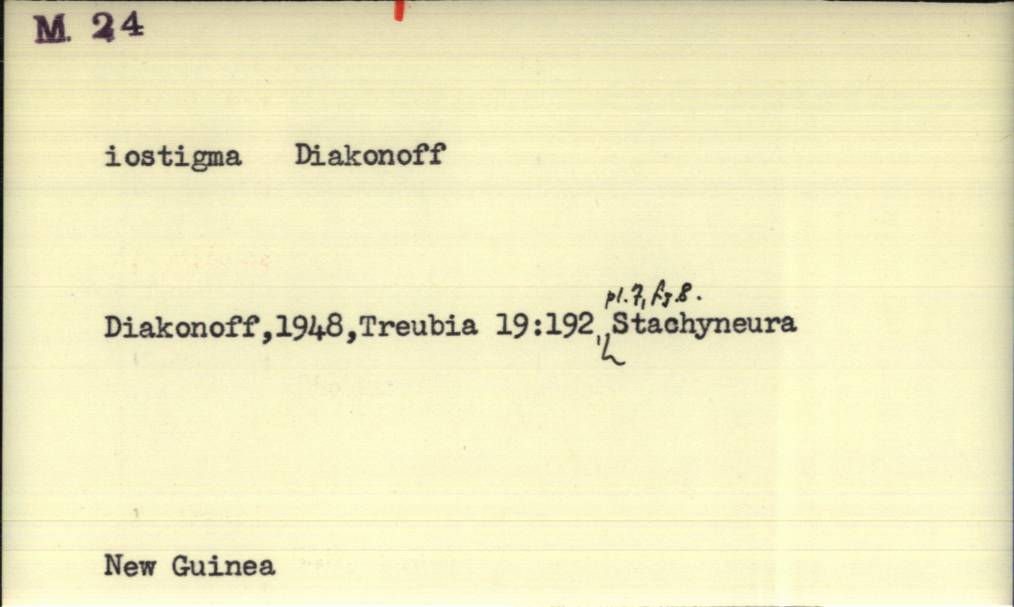 M. 24
iostigma Diakonoff
pl. 7, fig 8.
Diakonoff,1948,Treubia 19:192, Stachyneura
New Guinea